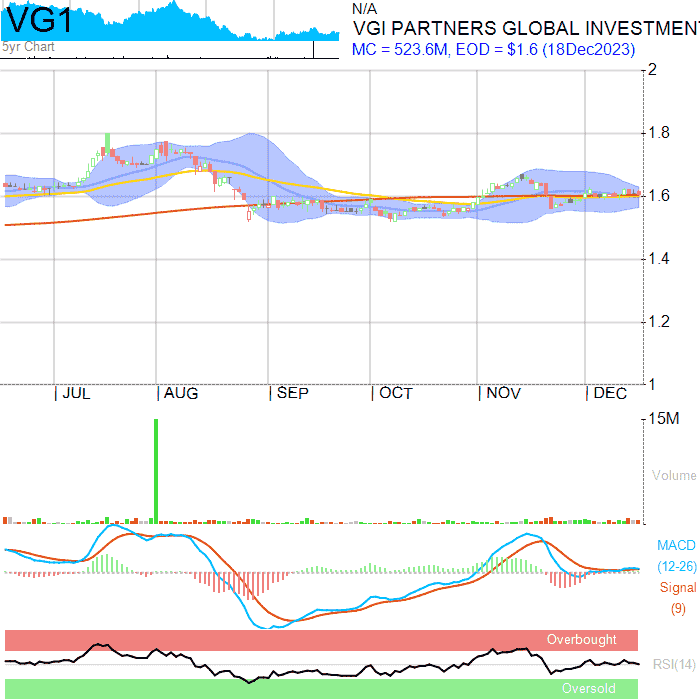 VG1
5yr Chart
N/A
VGI PARTNERS GLOBAL INVESTMENT
MC = 523.6M, EOD = $1.6 (18Dec2023)
2
1.8
1.6
1.4
1.2
1
JUL
AUG
SEP
OCT
NOV
DEC
15M
Volume
MACD
(12-26)
Signal
(9)
Overbought
RSI(14)
Oversold